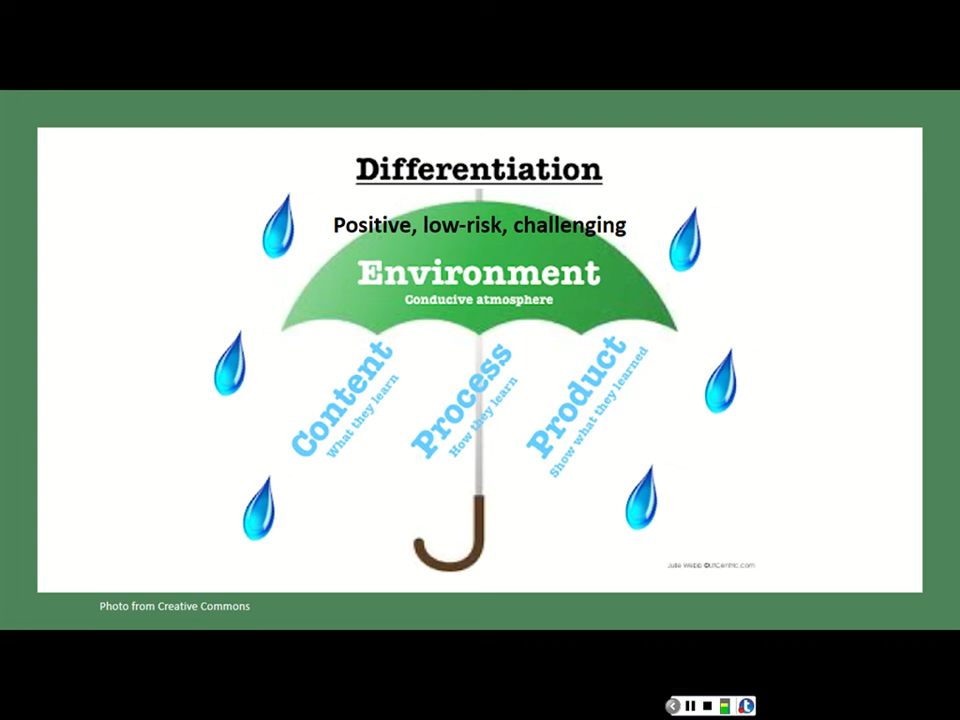 Differentiation
Positive, low-risk, challenging
Environment
Conducive atmosphere
Content
What they learn
Process
How they learn
Product
Show what they learned
Photo from Creative Commons